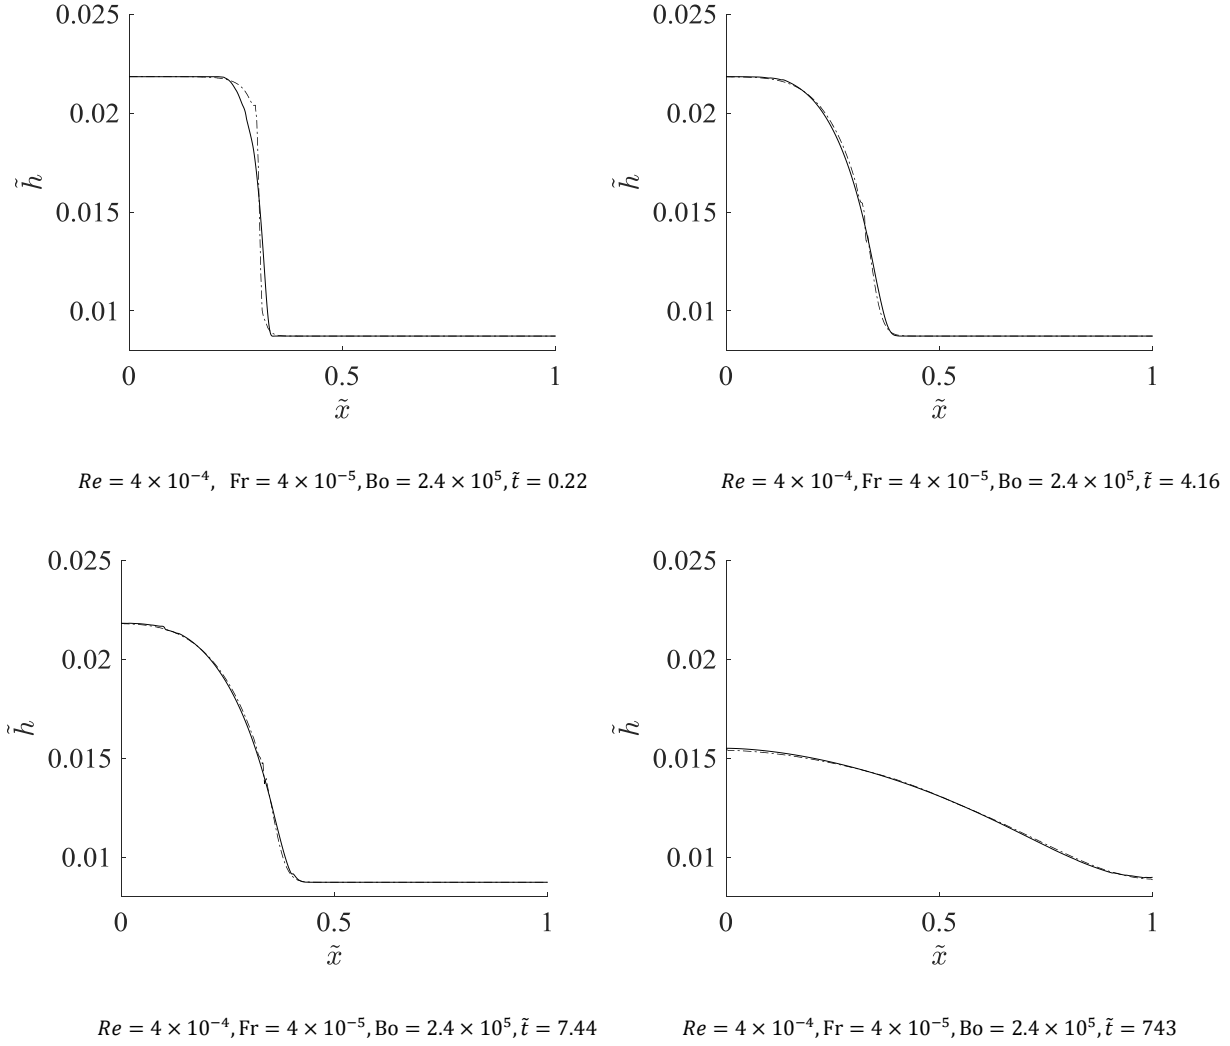 0.025
0.02
0.015
0.01
h̃
0 0.5 1
x̃
Re = 4 × 10⁻⁴, Fr = 4 × 10⁻⁵, Bo = 2.4 × 10⁵, t̃ = 0.22
0.025
0.02
0.015
0.01
h̃
0 0.5 1
x̃
Re = 4 × 10⁻⁴, Fr = 4 × 10⁻⁵, Bo = 2.4 × 10⁵, t̃ = 4.16
0.025
0.02
0.015
0.01
h̃
0 0.5 1
x̃
Re = 4 × 10⁻⁴, Fr = 4 × 10⁻⁵, Bo = 2.4 × 10⁵, t̃ = 7.44
0.025
0.02
0.015
0.01
h̃
0 0.5 1
x̃
Re = 4 × 10⁻⁴, Fr = 4 × 10⁻⁵, Bo = 2.4 × 10⁵, t̃ = 743